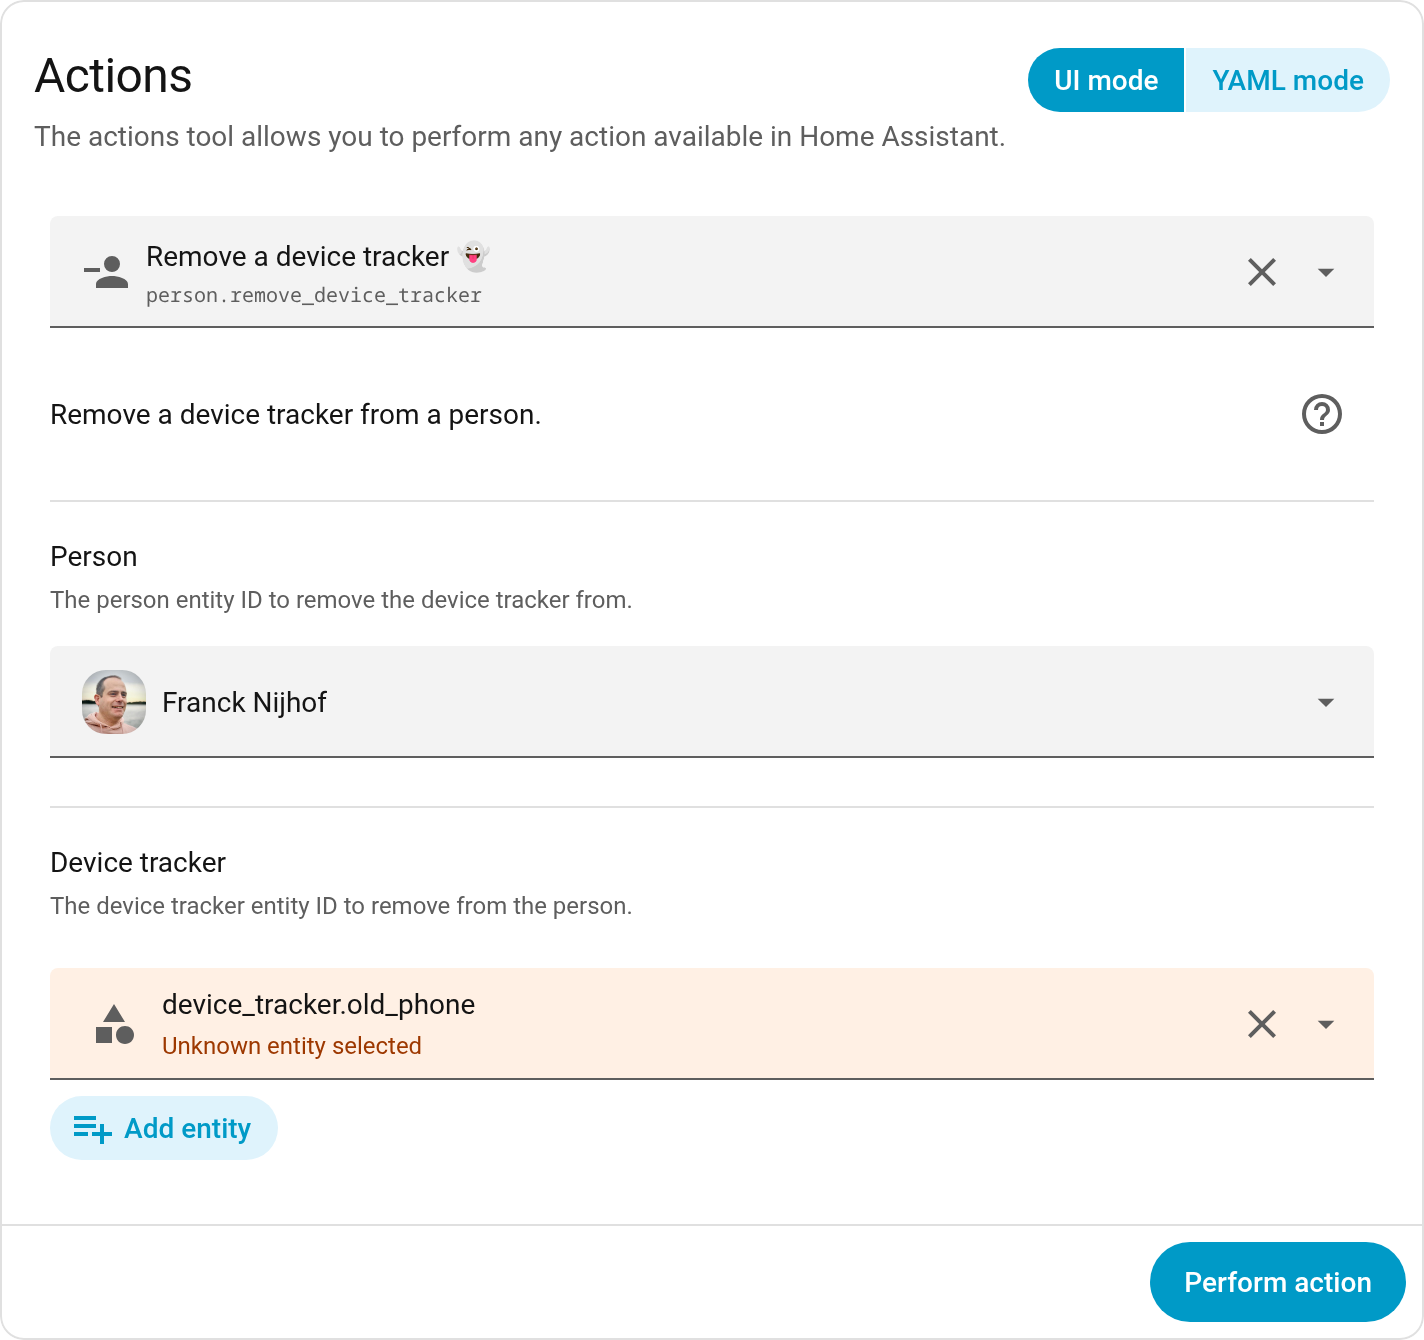 Actions
UI mode
YAML mode
The actions tool allows you to perform any action available in Home Assistant.
Remove a device tracker 👻
person.remove_device_tracker
Remove a device tracker from a person.
Person
The person entity ID to remove the device tracker from.
Franck Nijhof
Device tracker
The device tracker entity ID to remove from the person.
device_tracker.old_phone
Unknown entity selected
Add entity
Perform action